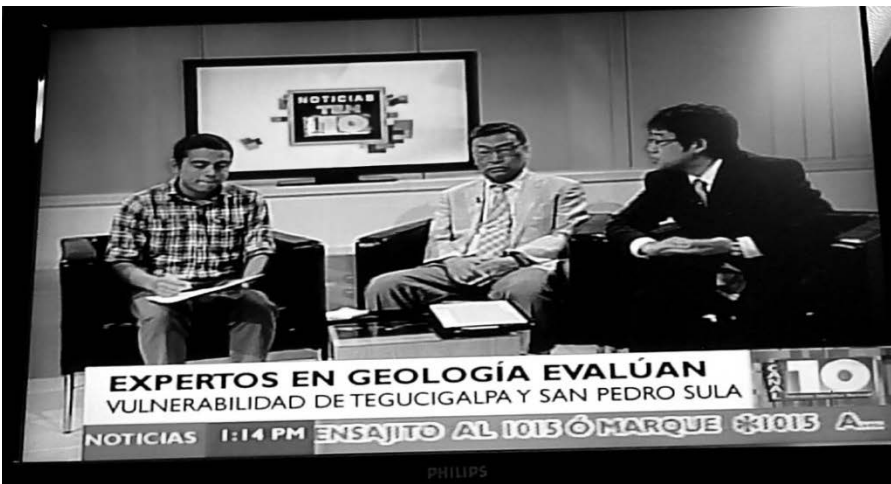 NOTICIAS
TEN
10
EXPERTOS EN GEOLOGÍA EVALÚAN
VULNERABILIDAD DE TEGUCIGALPA Y SAN PEDRO SULA
CANAL
10
NOTICIAS 1:14 PM ENSAJITO AL 1015 Ó MARQUE *1015 A
PHILIPS